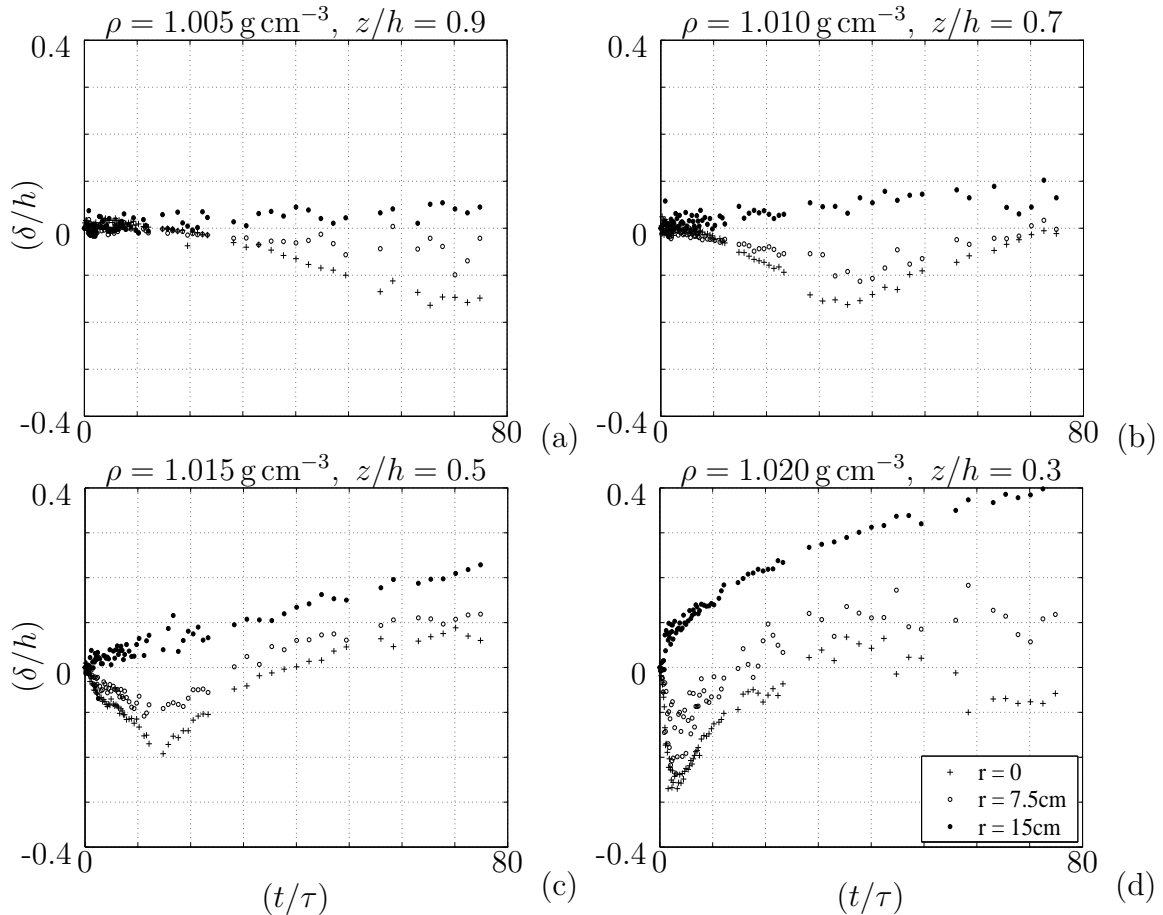 ρ = 1.005 g cm⁻³, z/h = 0.9
0.4
(δ/h)
0
-0.4
0
80
(a)
ρ = 1.010 g cm⁻³, z/h = 0.7
0.4
0
-0.4
0
80
(b)
ρ = 1.015 g cm⁻³, z/h = 0.5
0.4
(δ/h)
0
-0.4
0
80
(t/τ)
(c)
ρ = 1.020 g cm⁻³, z/h = 0.3
0.4
0
-0.4
0
80
(t/τ)
(d)
+ r = 0
○ r = 7.5cm
● r = 15cm